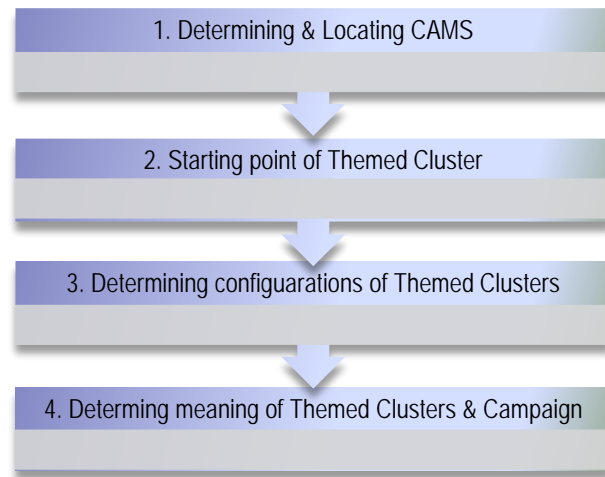 1. Determining & Locating CAMS
2. Starting point of Themed Cluster
3. Determining configuarations of Themed Clusters
4. Determing meaning of Themed Clusters & Campaign